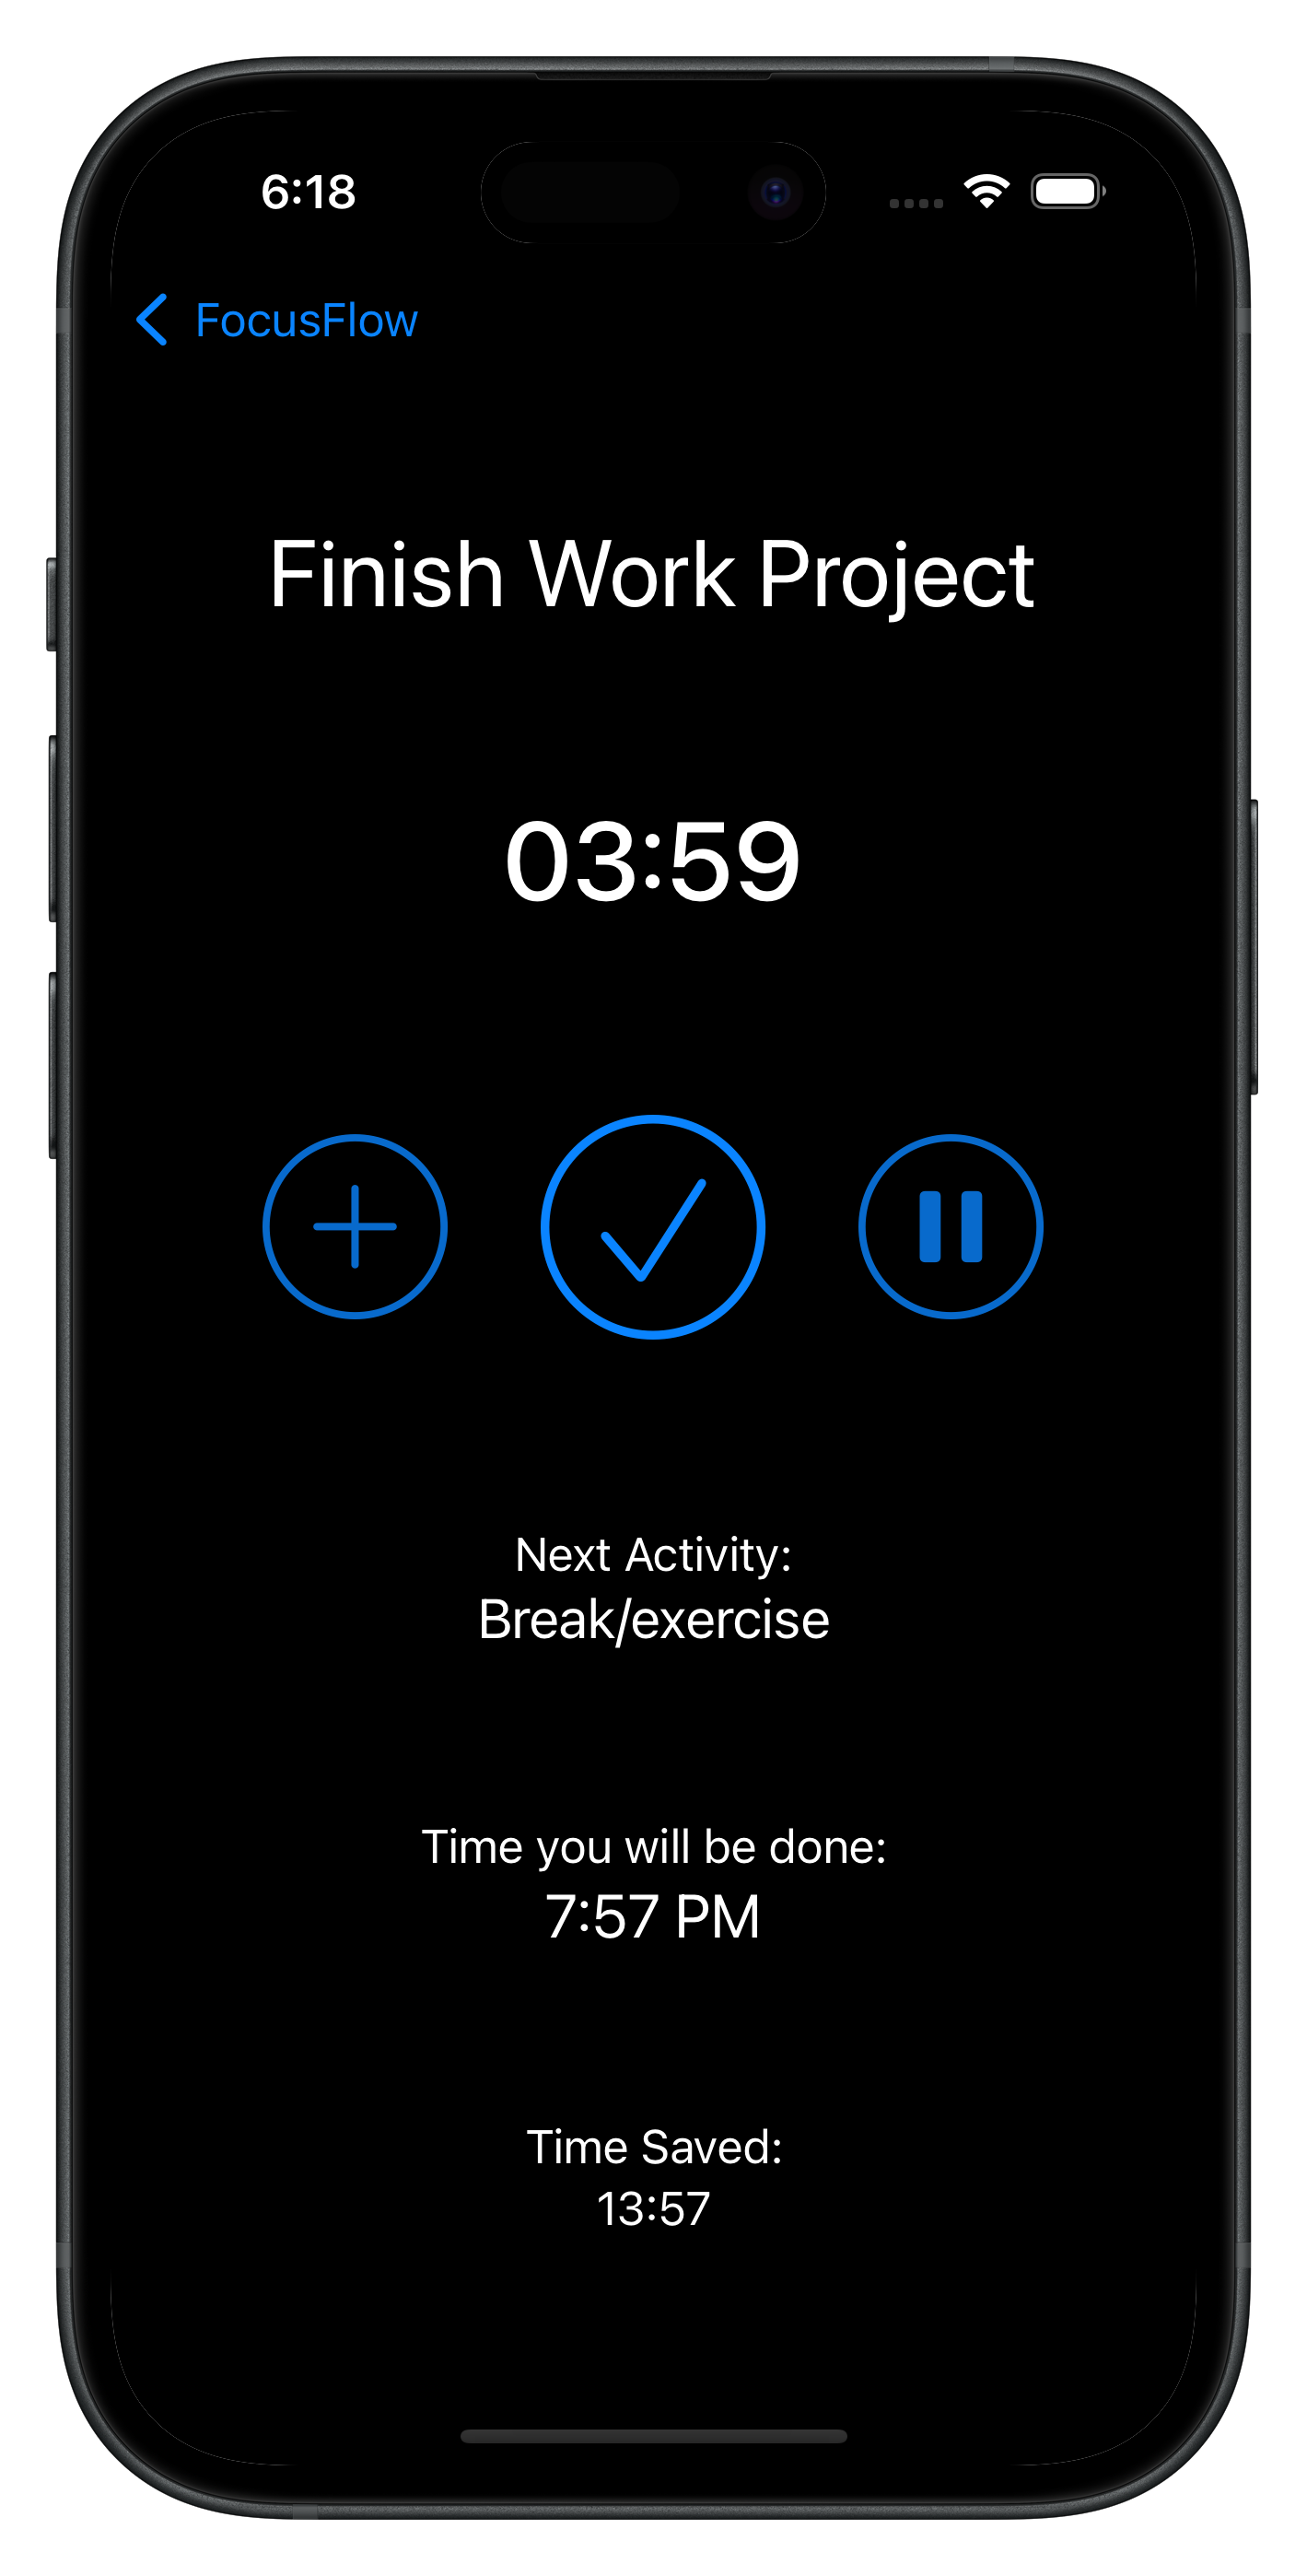 6:18
FocusFlow
Finish Work Project
03:59
Next Activity:
Break/exercise
Time you will be done:
7:57 PM
Time Saved:
13:57